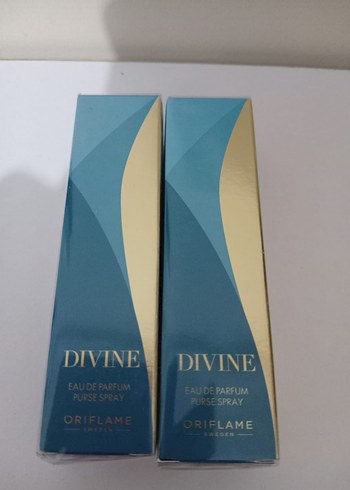 DIVINE
EAU DE PARFUM
PURSE SPRAY
ORIFLAME
SWEDEN
DIVINE
EAU DE PARFUM
PURSE SPRAY
ORIFLAME
SWEDEN